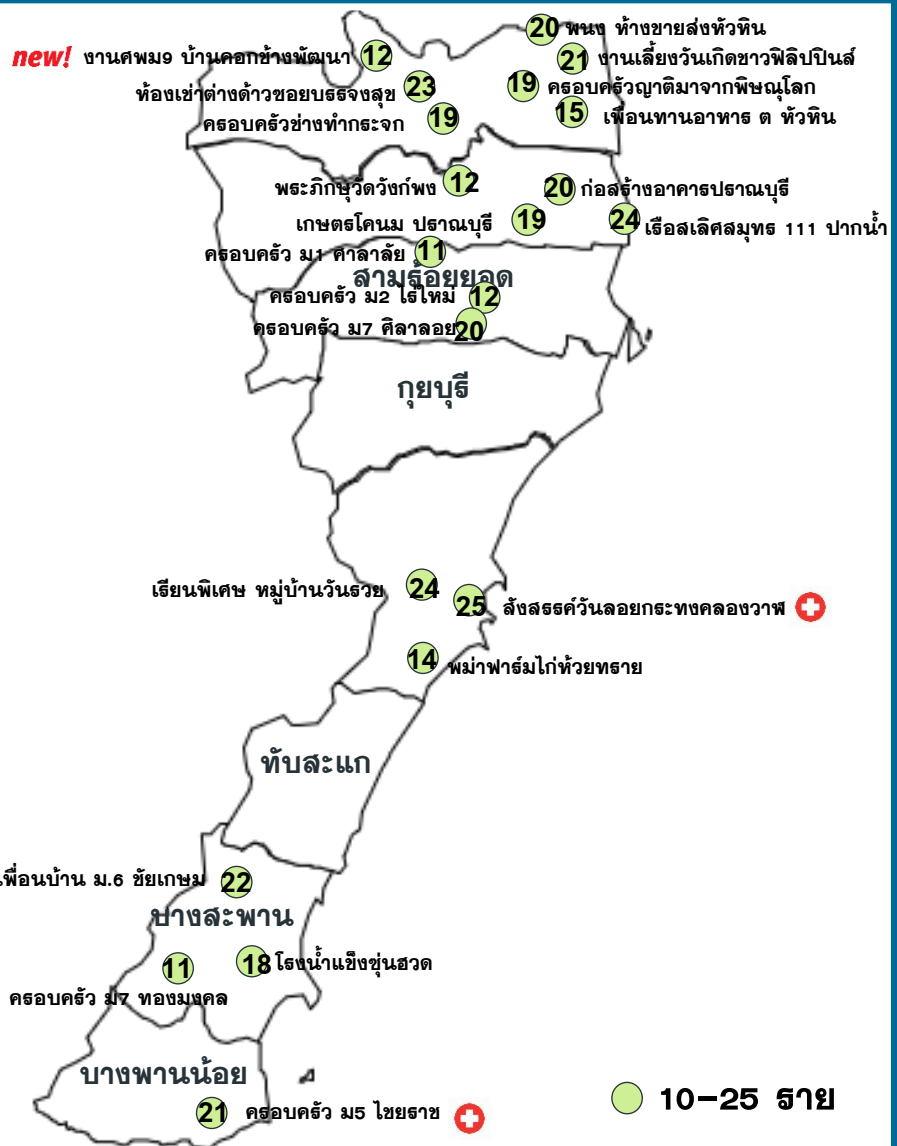 20 พนง ห้างขายส่งหัวหิน
new! งานศพม9 บ้านคอกช้างพัฒนา 12
21 งานเลี้ยงวันเกิดชาวฟิลิปปินส์
ห้องเช่าต่างด้าวซอยบรรจงสุข 23
19 ครอบครัวญาติมาจากพิษณุโลก
ครอบครัวช่างทำกระจก 19
15 เพื่อนทานอาหาร ต หัวหิน
พระภิกษุวัดวังก์พง 12
20 ก่อสร้างอาคารปราณบุรี
เกษตรโคนม ปราณบุรี 19
24 เรือสเลิศสมุทร 111 ปากน้ำ
ครอบครัว ม1 ศาลาลัย 11
สามร้อยยอด
ครอบครัว ม2 ไร่ใหม่ 12
ครอบครัว ม7 ศิลาลอย 20
กุยบุรี
เรียนพิเศษ หมู่บ้านวันรวย 24
25 สังสรรค์วันลอยกระทงคลองวาฬ
14 พม่าฟาร์มไก่ห้วยทราย
ทับสะแก
เพื่อนบ้าน ม.6 ชัยเกษม 22
บางสะพาน
18 โรงน้ำแข็งขุ่นฮวด
11
ครอบครัว ม7 ทองมงคล
บางพานน้อย
21 ครอบครัว ม5 ไชยราช
10-25 ราย